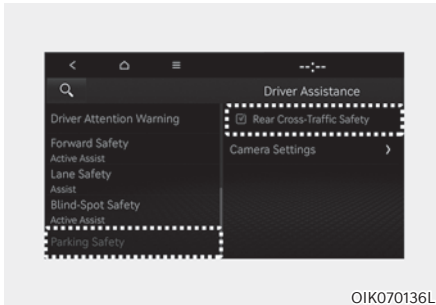 --:--
Driver Assistance
Driver Attention Warning
Forward Safety
Active Assist
Lane Safety
Assist
Blind-Spot Safety
Active Assist
Parking Safety
Rear Cross-Traffic Safety
Camera Settings
OIK070136L